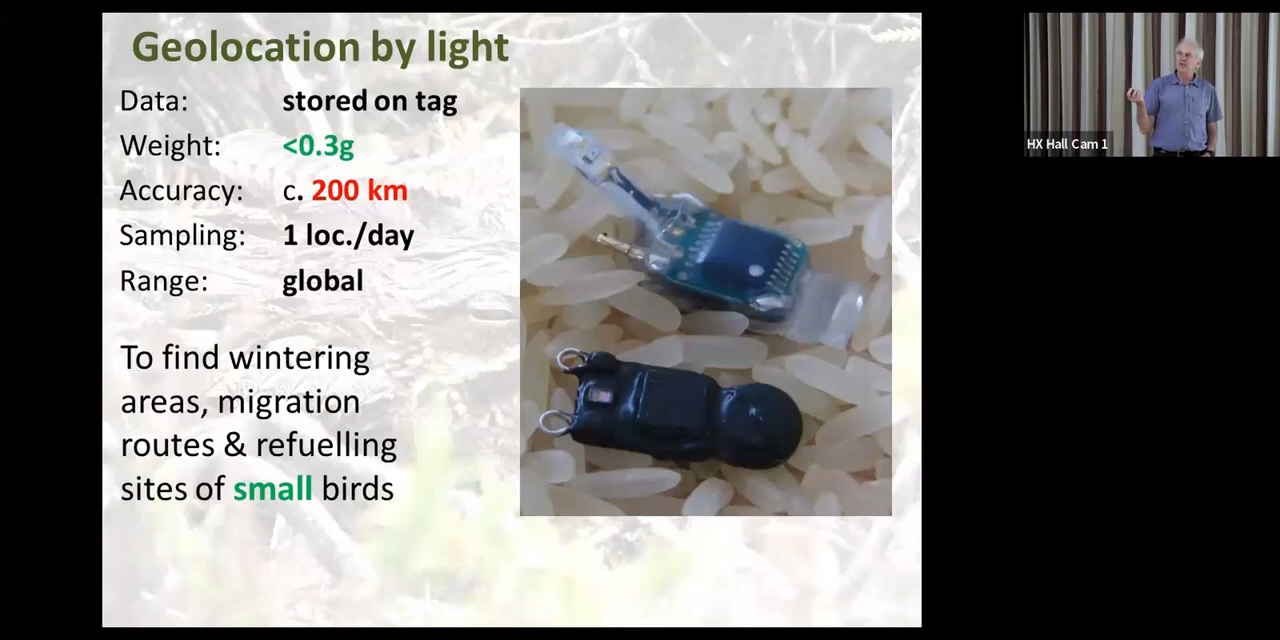 Geolocation by light
Data: stored on tag
Weight: <0.3g
Accuracy: c. 200 km
Sampling: 1 loc./day
Range: global
To find wintering
areas, migration
routes & refuelling
sites of small birds
HX Hall Cam 1